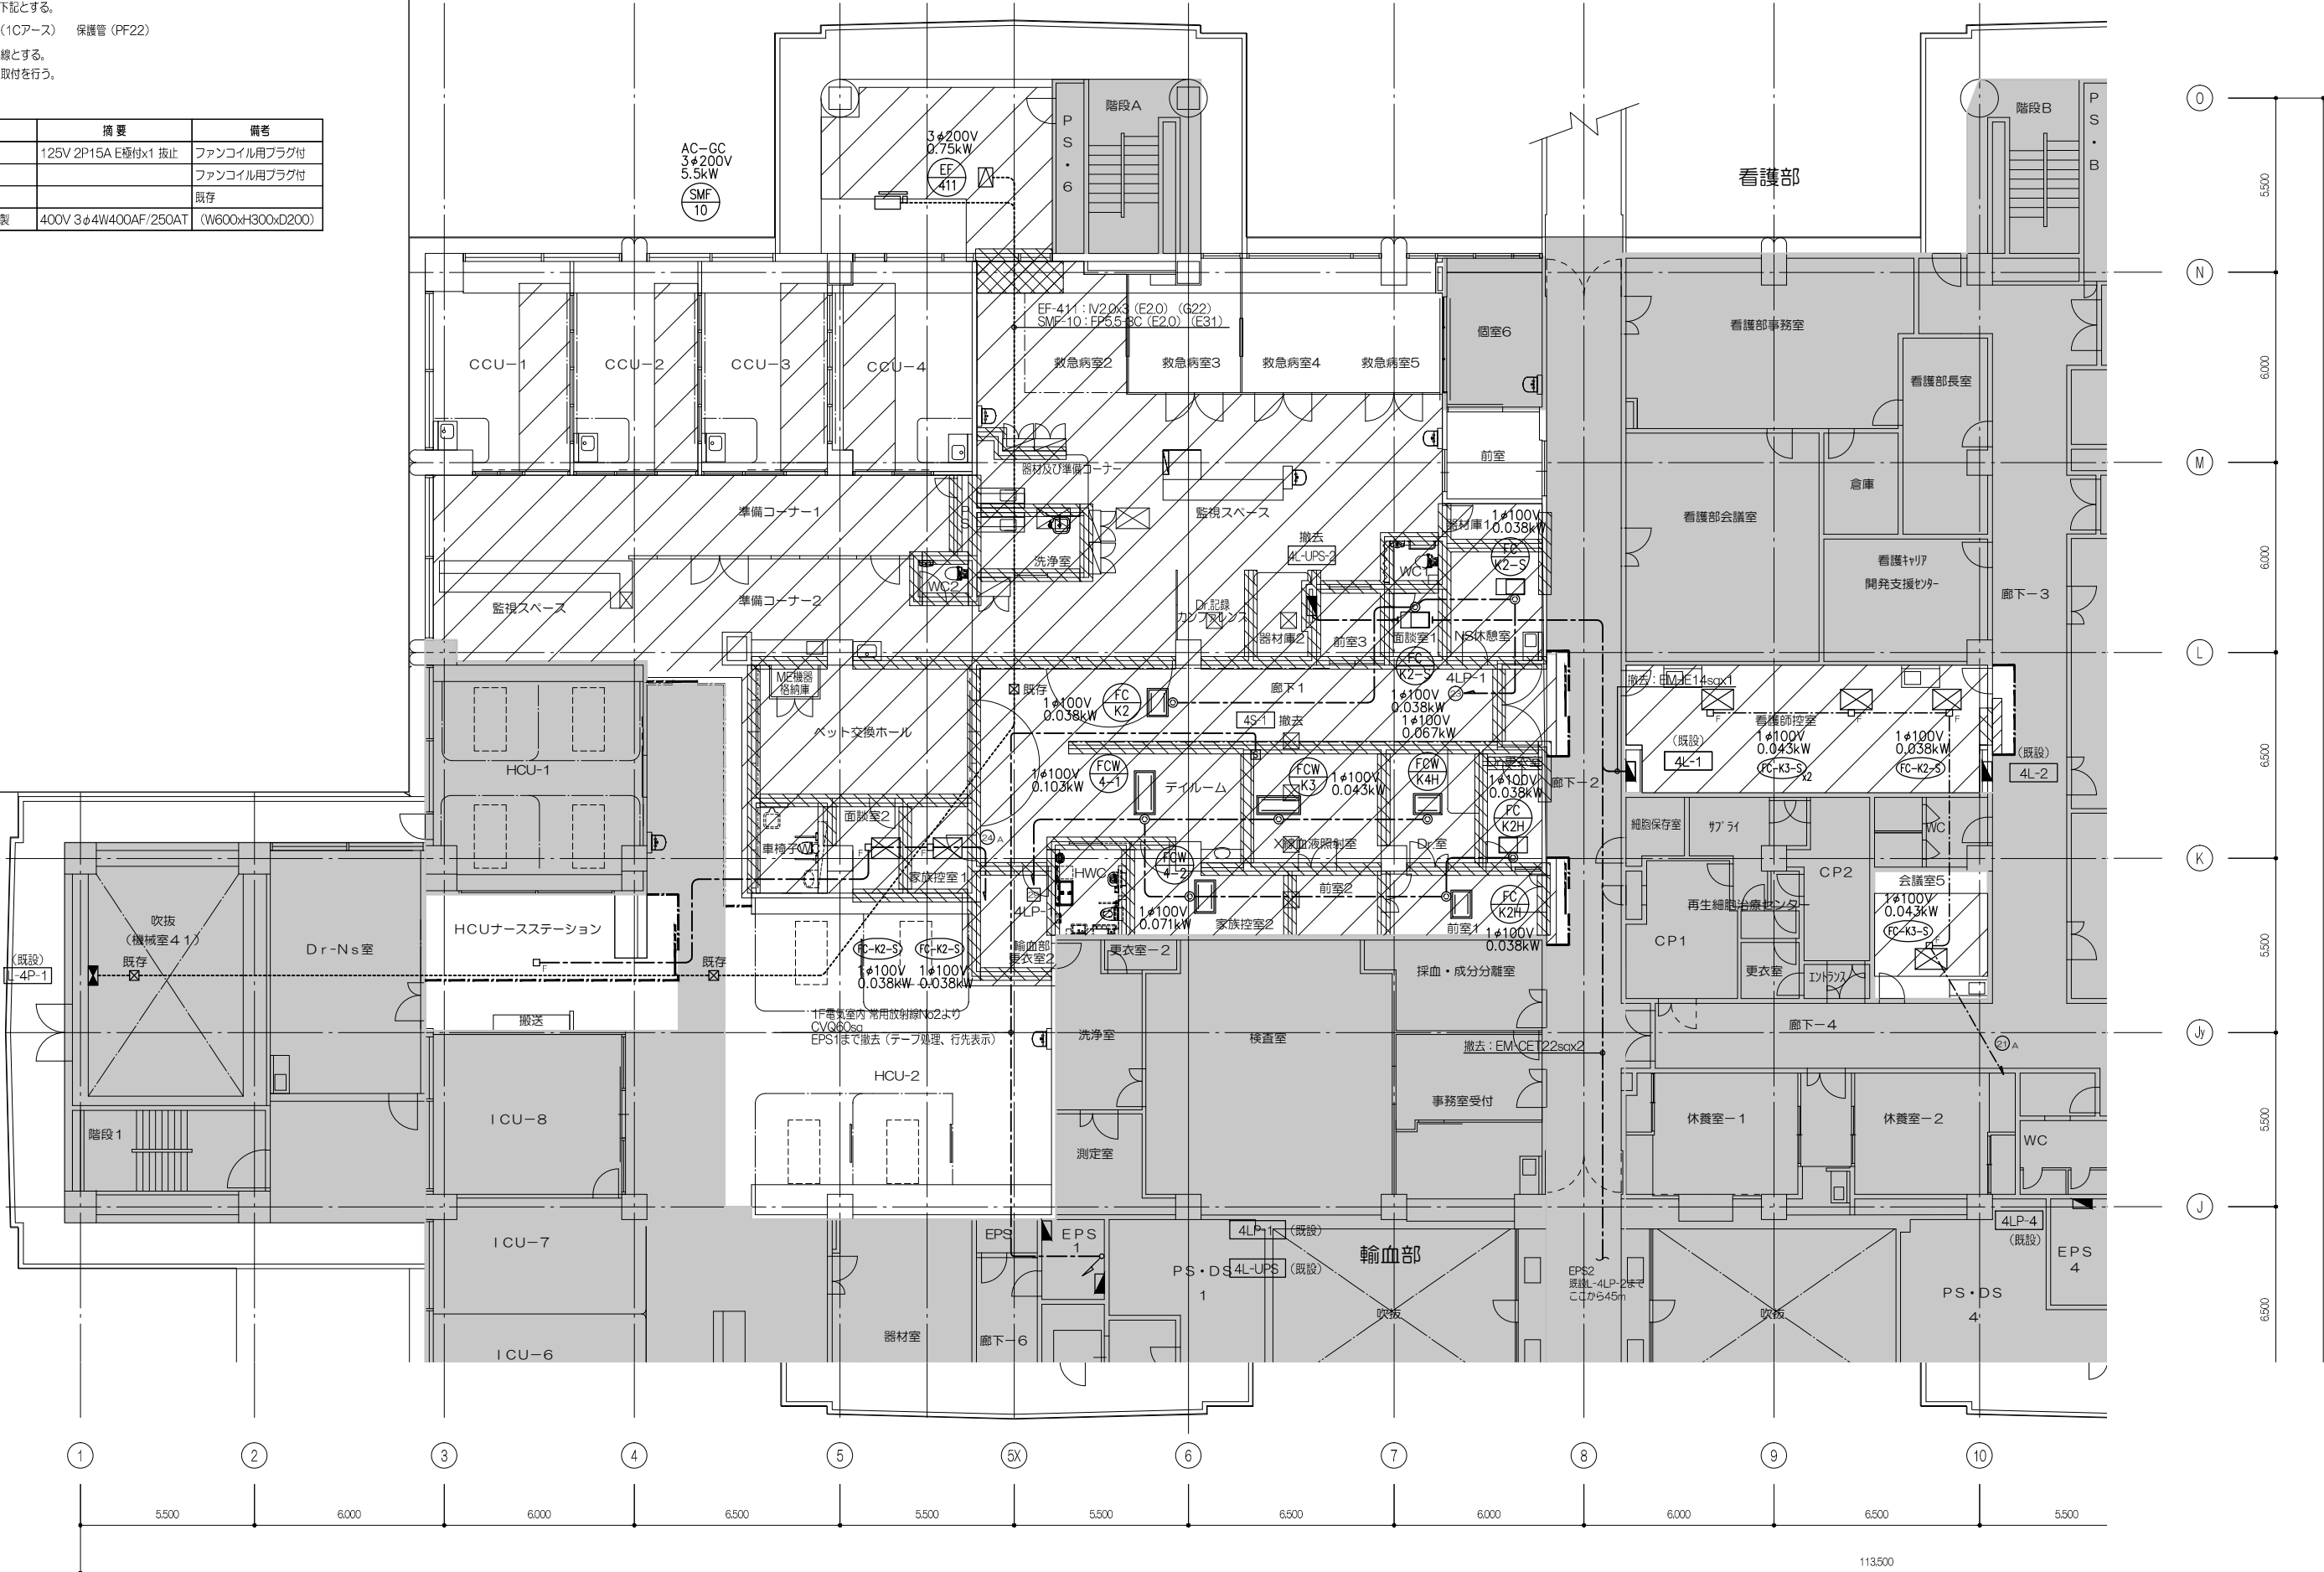 下記とする。
(1Cアース) 保護管 (PF22)
線とする。
取付を行う。
摘 要 備考
125V 2P15A E極付x1 抜止 ファンコイル用プラグ付
ファンコイル用プラグ付
既存
製 400V 3φ4W400AF/250AT (W600xH300xD200)
AC-GC
3φ200V
5.5kW
SMF
10
3φ200V
0.75kW
EF
411
階段A
PS・6
看護部
階段B
PS・B
EF-411：IV2.0x3 (E2.0) (G22)
SMF-10：FP5.5-3C (E2.0) (E31)
CCU-1
CCU-2
CCU-3
CCU-4
救急病室2
救急病室3
救急病室4
救急病室5
個室6
看護部事務室
看護部長室
器材及び準備コーナー
前室
倉庫
準備コーナー1
監視スペース
看護部会議室
器材庫1
1φ100V
0.038kW
FC
K2-S
撤去
4L-UPS-2
洗浄室
WC2
WC1
看護ｷｬﾘｱ
開発支援ｾﾝﾀｰ
監視スペース
準備コーナー2
Dr.記録
カンファレンス
器材庫2
前室3
面談室1
NS休憩室
廊下-3
ME機器
格納庫
既存
1φ100V
0.038kW
FC
K2
廊下1
FC
K2-S
4LP-1
23
1φ100V
0.038kW
1φ100V
0.067kW
4S-1
撤去
撤去：EM-IE14sqx1
看護師控室
1φ100V
0.043kW
FC-K3-S
x2
1φ100V
0.038kW
FC-K2-S
(既設)
4L-1
(既設)
4L-2
ベット交換ホール
HCU-1
1φ100V
0.103kW
FCW
4-1
デイルーム
FCW
K3
1φ100V
0.043kW
FCW
K4H
1φ100V
0.038kW
FC
K2H
廊下-2
面談室2
車椅子WC
家族控室1
24
A
HWC
FCW
4-2
X線血液照射室
Dr.室
細胞保存室
ｻﾌﾟﾗｲ
WC
CP2
会議室5
1φ100V
0.043kW
FC-K3-S
再生細胞治療センター
CP1
更衣室
ｴﾝﾄﾗﾝｽ
吹抜
(機械室41)
Dr-Ns室
HCUナースステーション
(既設)
L-4P-1
既存
既存
FC-K2-S
FC-K2-S
1φ100V
0.038kW
1φ100V
0.038kW
輸血部
更衣室2
1φ100V
0.071kW
家族控室2
前室2
前室1
FC
K2H
1φ100V
0.038kW
更衣室-2
採血・成分分離室
搬送
1F電気室内 常用放射線No2より
CVQ60sq
EPS1まで撤去（テープ処理、行先表示）
洗浄室
検査室
撤去：EM-CET22sqx2
廊下-4
21
A
HCU-2
ICU-8
階段1
測定室
事務室受付
休養室-1
休養室-2
WC
ICU-7
EPS
EPS
1
PS・DS
1
4LP-1
(既設)
4L-UPS
(既設)
輸血部
EPS2
既設L-4LP-2まで
ここから45m
4LP-4
(既設)
EPS
4
PS・DS
4
吹抜
吹抜
器材室
廊下-6
ICU-6
O
N
M
L
K
Jy
J
5.500
6.000
6.000
6.500
5.500
5.500
6.500
1 2 3 4 5 5X 6 7 8 9 10
5.500 6.000 6.000 6.500 5.500 5.500 6.500 6.000 6.000 6.500 5.500
113.500